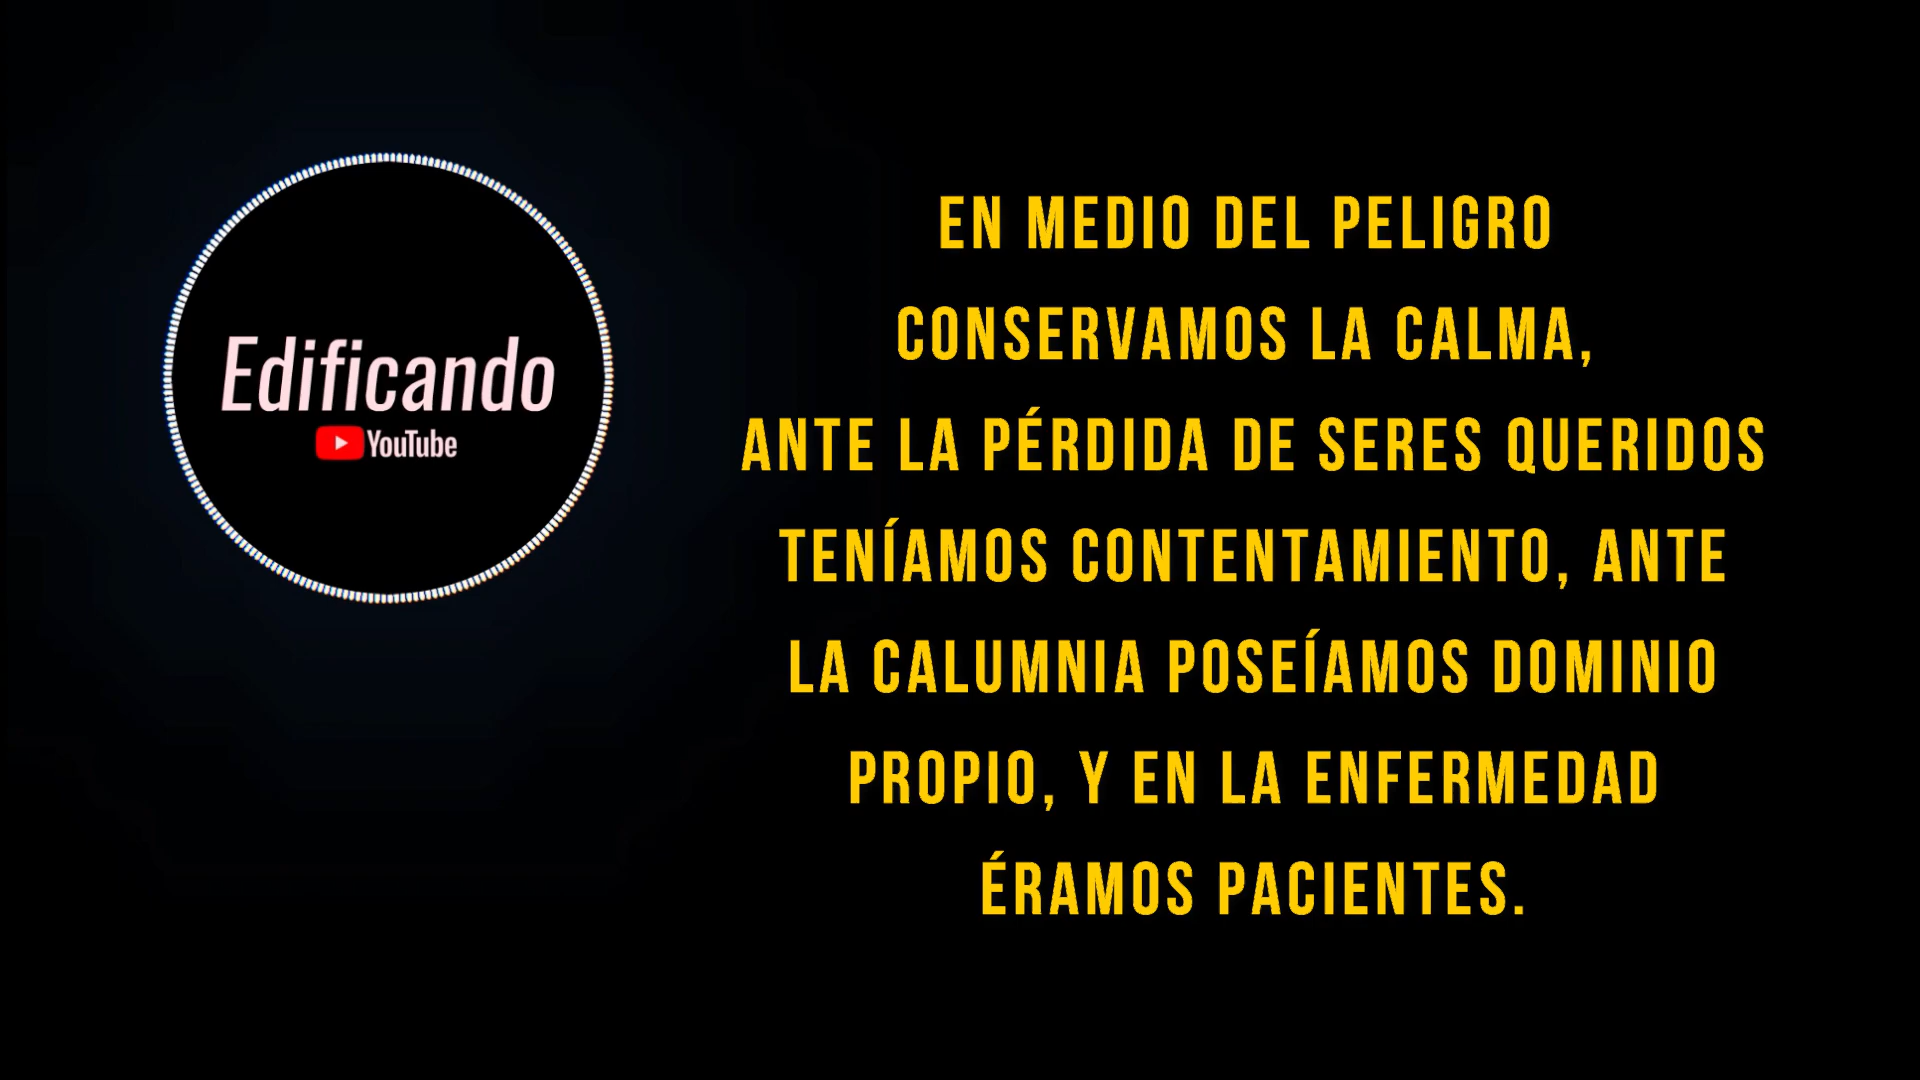 Edificando
YouTube
EN MEDIO DEL PELIGRO
CONSERVAMOS LA CALMA,
ANTE LA PÉRDIDA DE SERES QUERIDOS
TENÍAMOS CONTENTAMIENTO, ANTE
LA CALUMNIA POSEÍAMOS DOMINIO
PROPIO, Y EN LA ENFERMEDAD
ÉRAMOS PACIENTES.